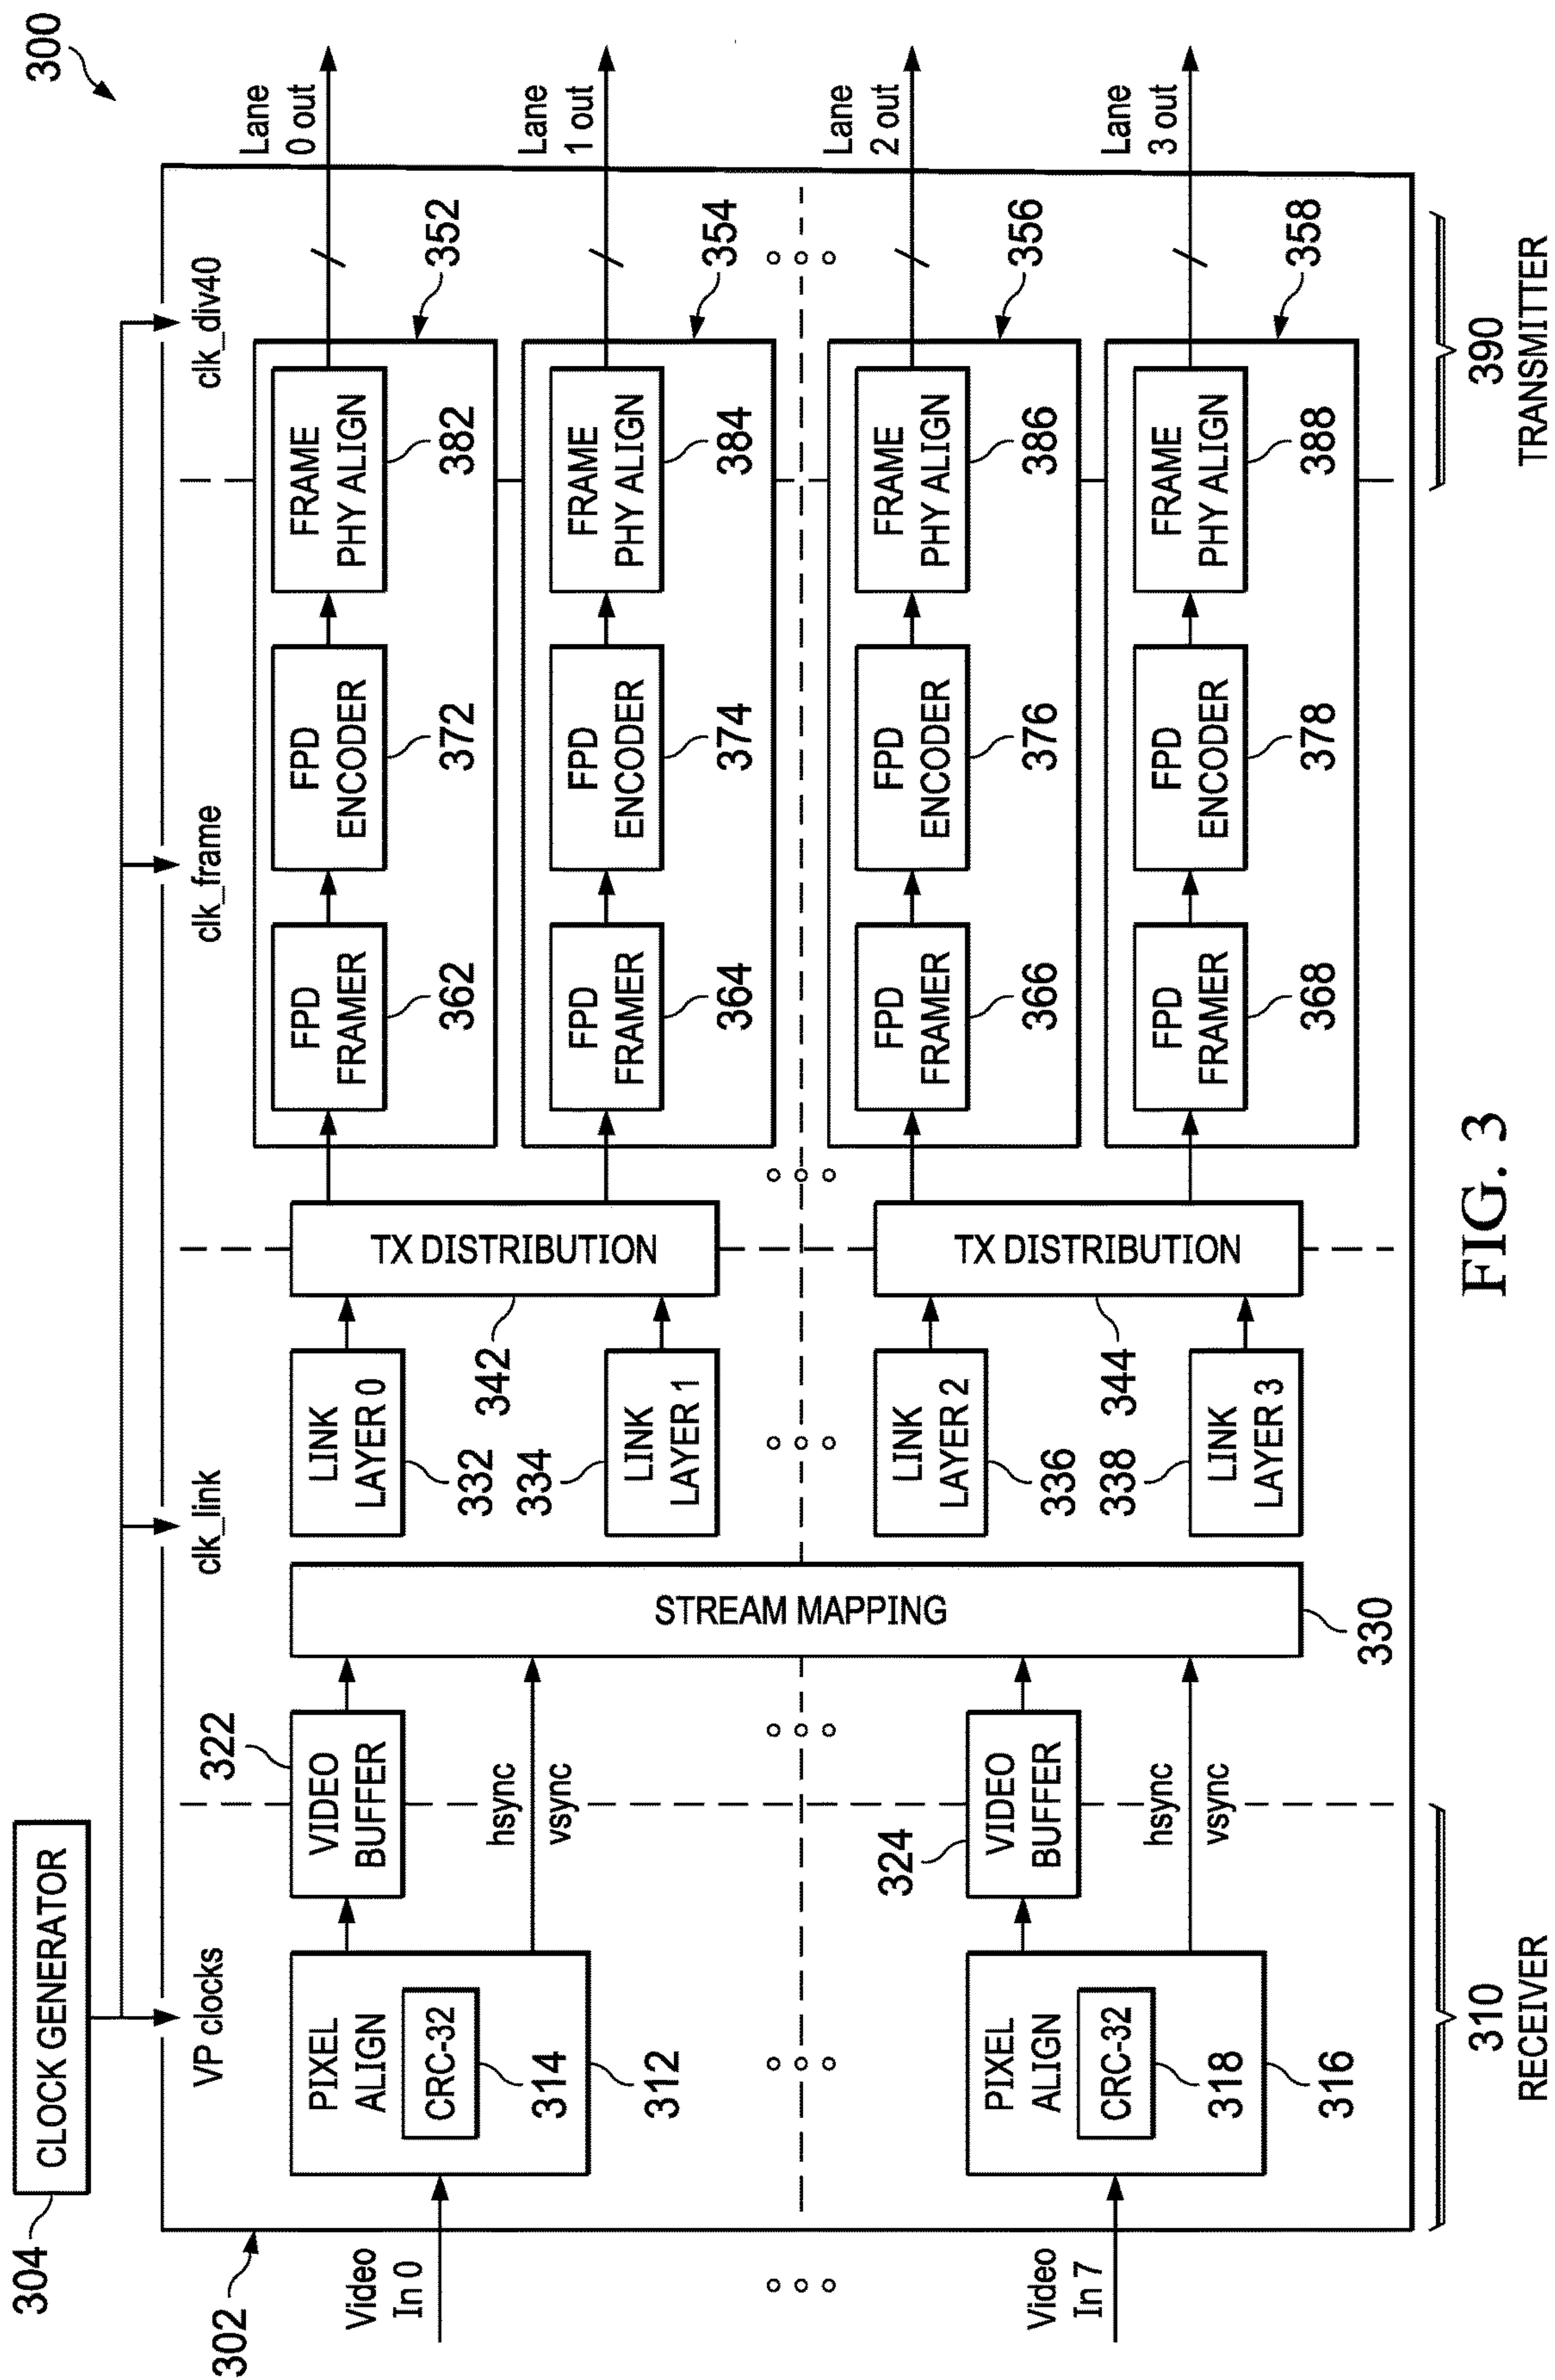 300
304
CLOCK GENERATOR
302
VP clocks
clk_link
clk_frame
clk_div40
Video
In 0
PIXEL
ALIGN
CRC-32
314
312
VIDEO
BUFFER
322
hsync
vsync
Video
In 7
PIXEL
ALIGN
CRC-32
318
316
VIDEO
BUFFER
324
hsync
vsync
STREAM MAPPING
330
LINK
LAYER 0
332
LINK
LAYER 1
334
LINK
LAYER 2
336
LINK
LAYER 3
338
TX DISTRIBUTION
342
TX DISTRIBUTION
344
FPD
FRAMER
362
FPD
ENCODER
372
FRAME
PHY ALIGN
382
352
Lane
0 out
FPD
FRAMER
364
FPD
ENCODER
374
FRAME
PHY ALIGN
384
354
Lane
1 out
FPD
FRAMER
366
FPD
ENCODER
376
FRAME
PHY ALIGN
386
356
Lane
2 out
FPD
FRAMER
368
FPD
ENCODER
378
FRAME
PHY ALIGN
388
358
Lane
3 out
310
RECEIVER
390
TRANSMITTER
FIG. 3